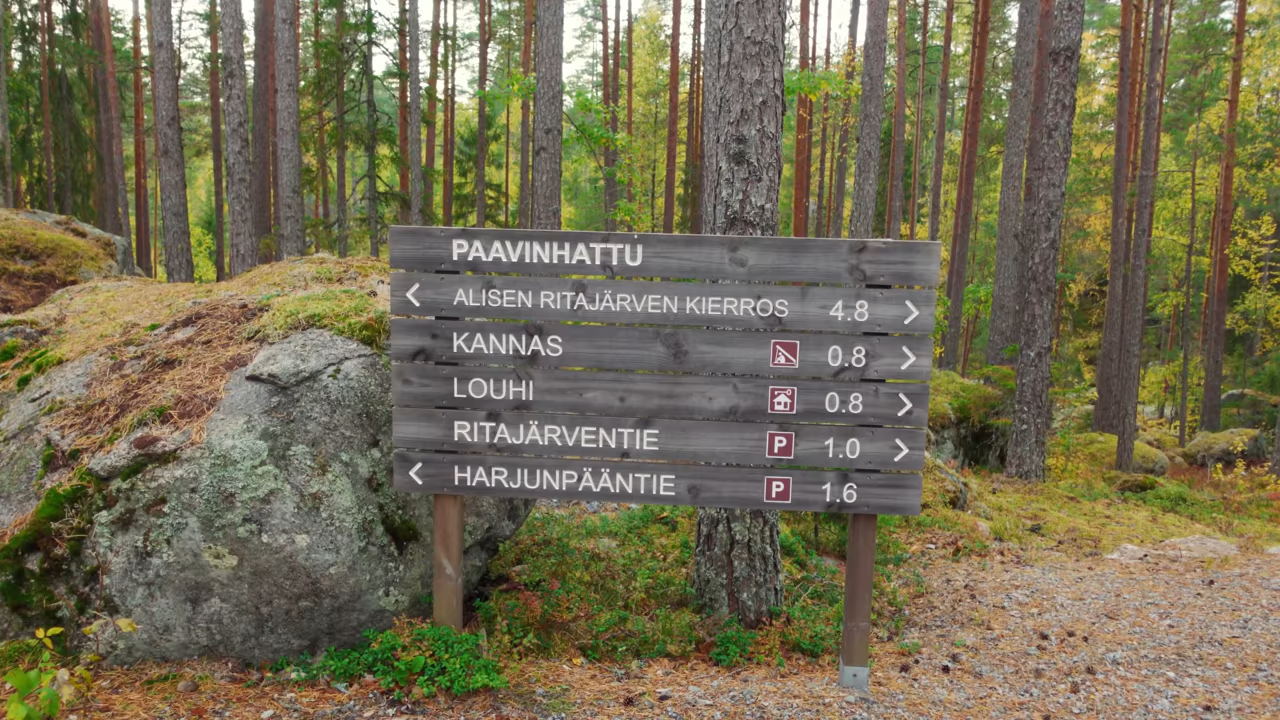 PAAVINHATTU
< ALISEN RITAJÄRVEN KIERROS 4.8 >
KANNAS 0.8 >
LOUHI 0.8 >
RITAJÄRVENTIE P 1.0 >
< HARJUNPÄÄNTIE P 1.6